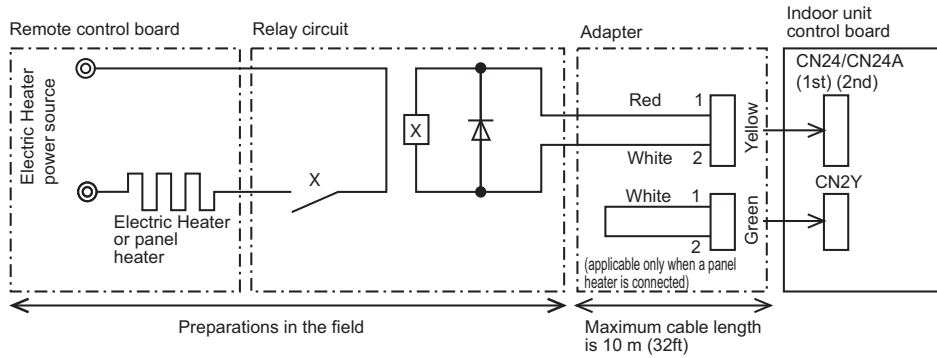 Remote control board
Relay circuit
Adapter
Indoor unit
control board
Electric Heater
power source
Electric Heater
or panel
heater
X
X
Red
1
White
2
Yellow
White
1
2
Green
(applicable only when a panel
heater is connected)
CN24/CN24A
(1st) (2nd)
CN2Y
Preparations in the field
Maximum cable length
is 10 m (32ft)